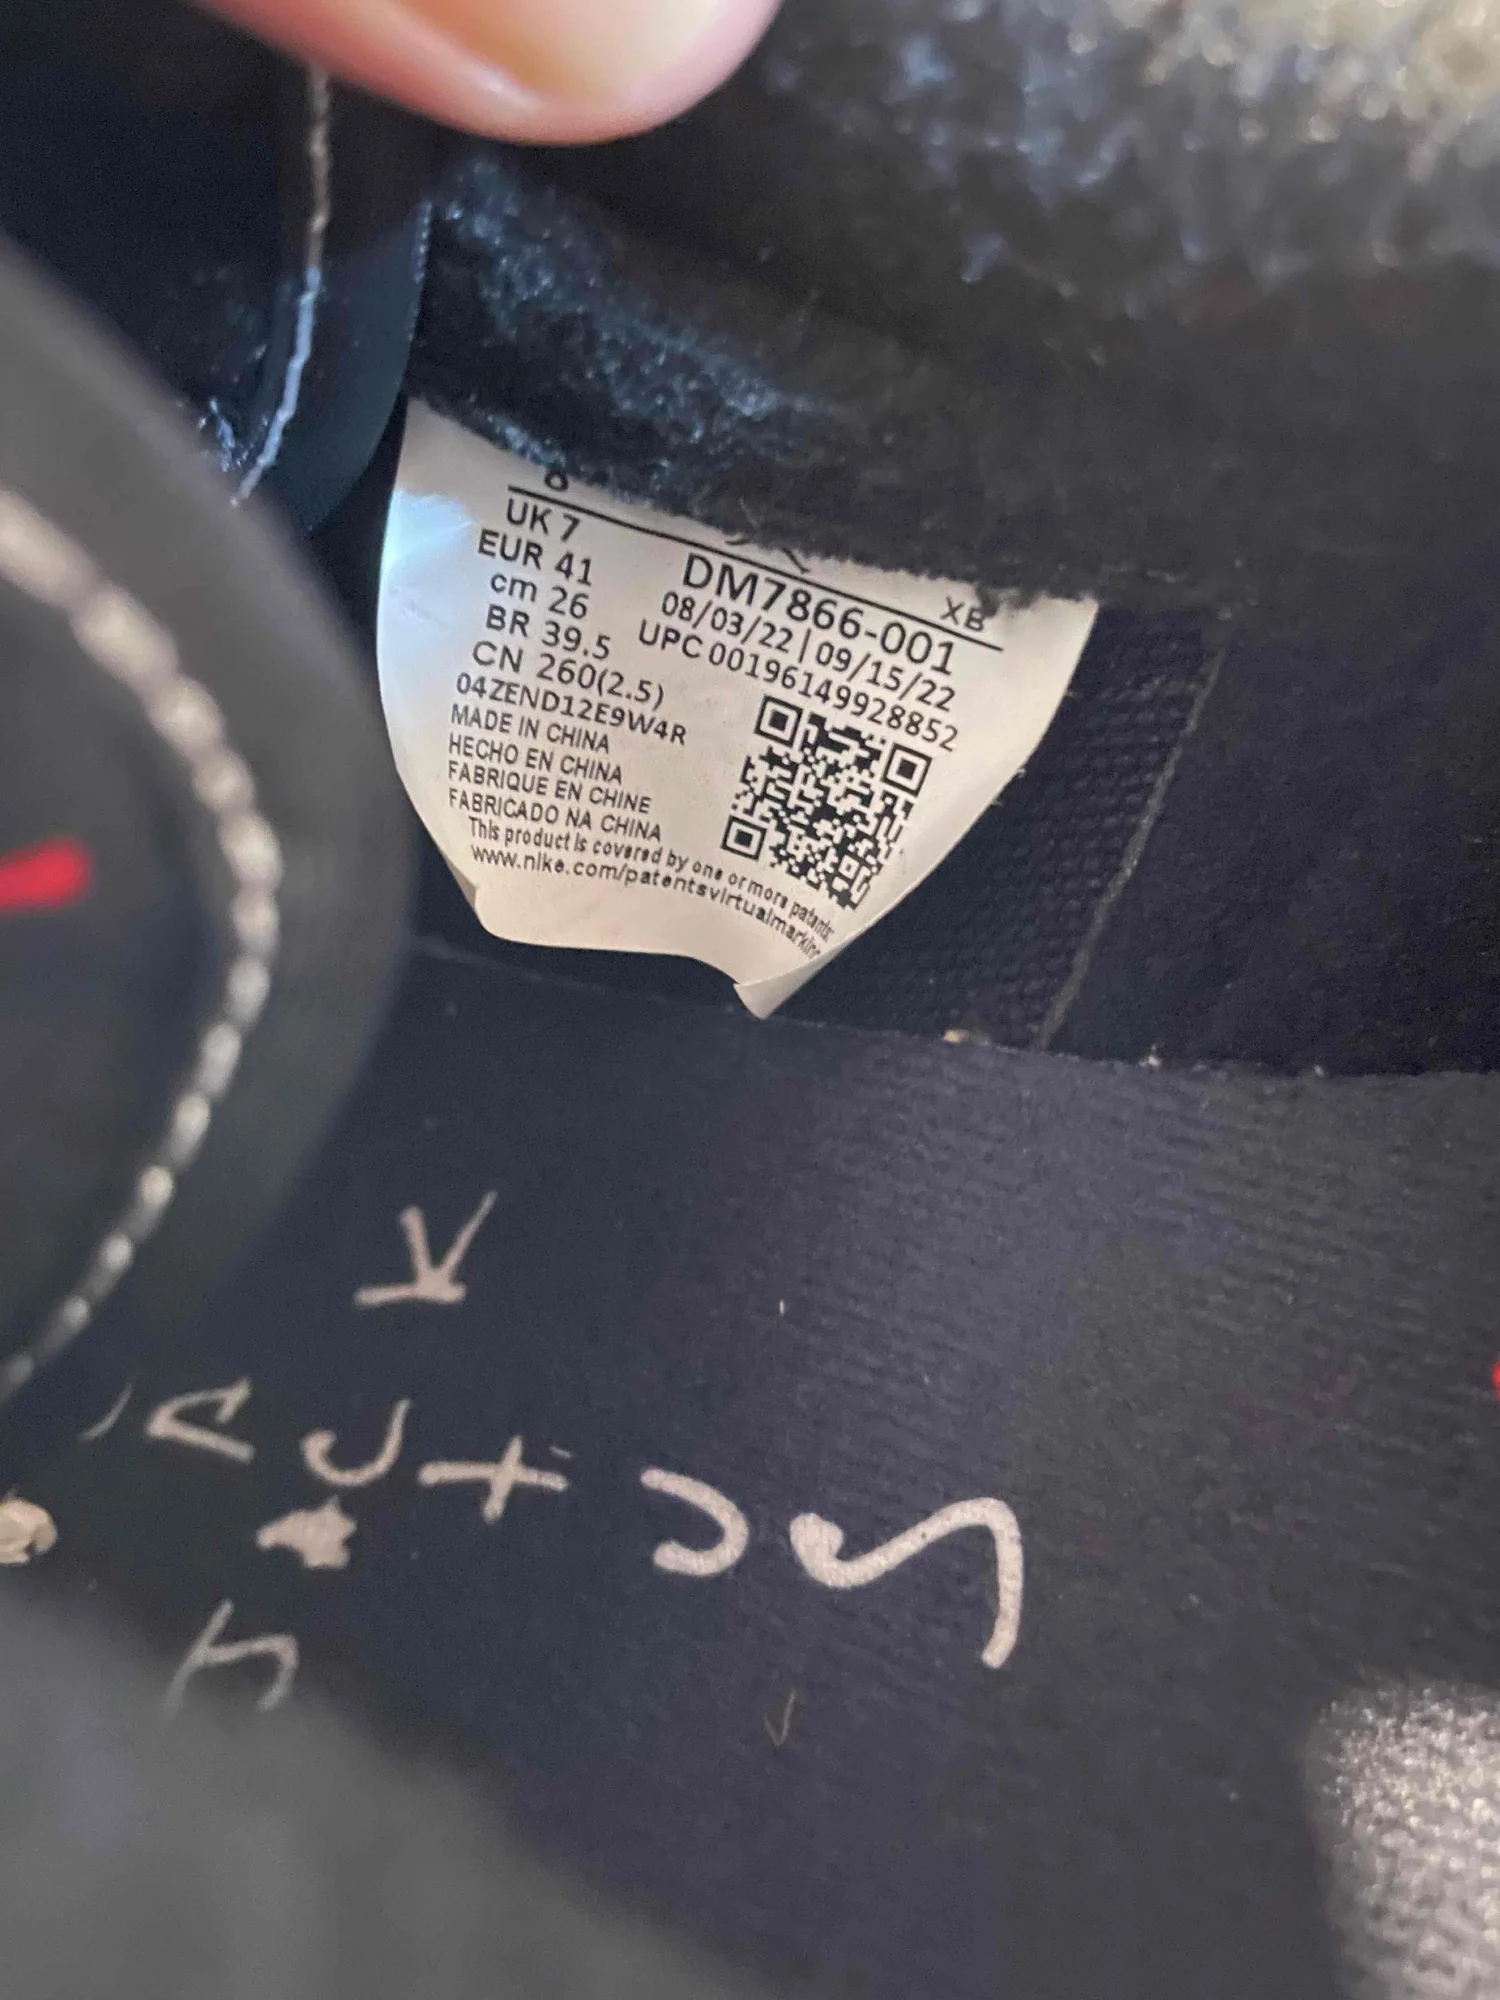 8
UK 7
EUR 41
cm 26
BR 39.5
CN 260(2.5)
04ZEND12E9W4R
XB
DM7866-001
08/03/22 | 09/15/22
UPC 00196149928852
MADE IN CHINA
HECHO EN CHINA
FABRIQUE EN CHINE
FABRICADO NA CHINA
This product is covered by one or more patents:
www.nike.com/patentsvirtualmarking